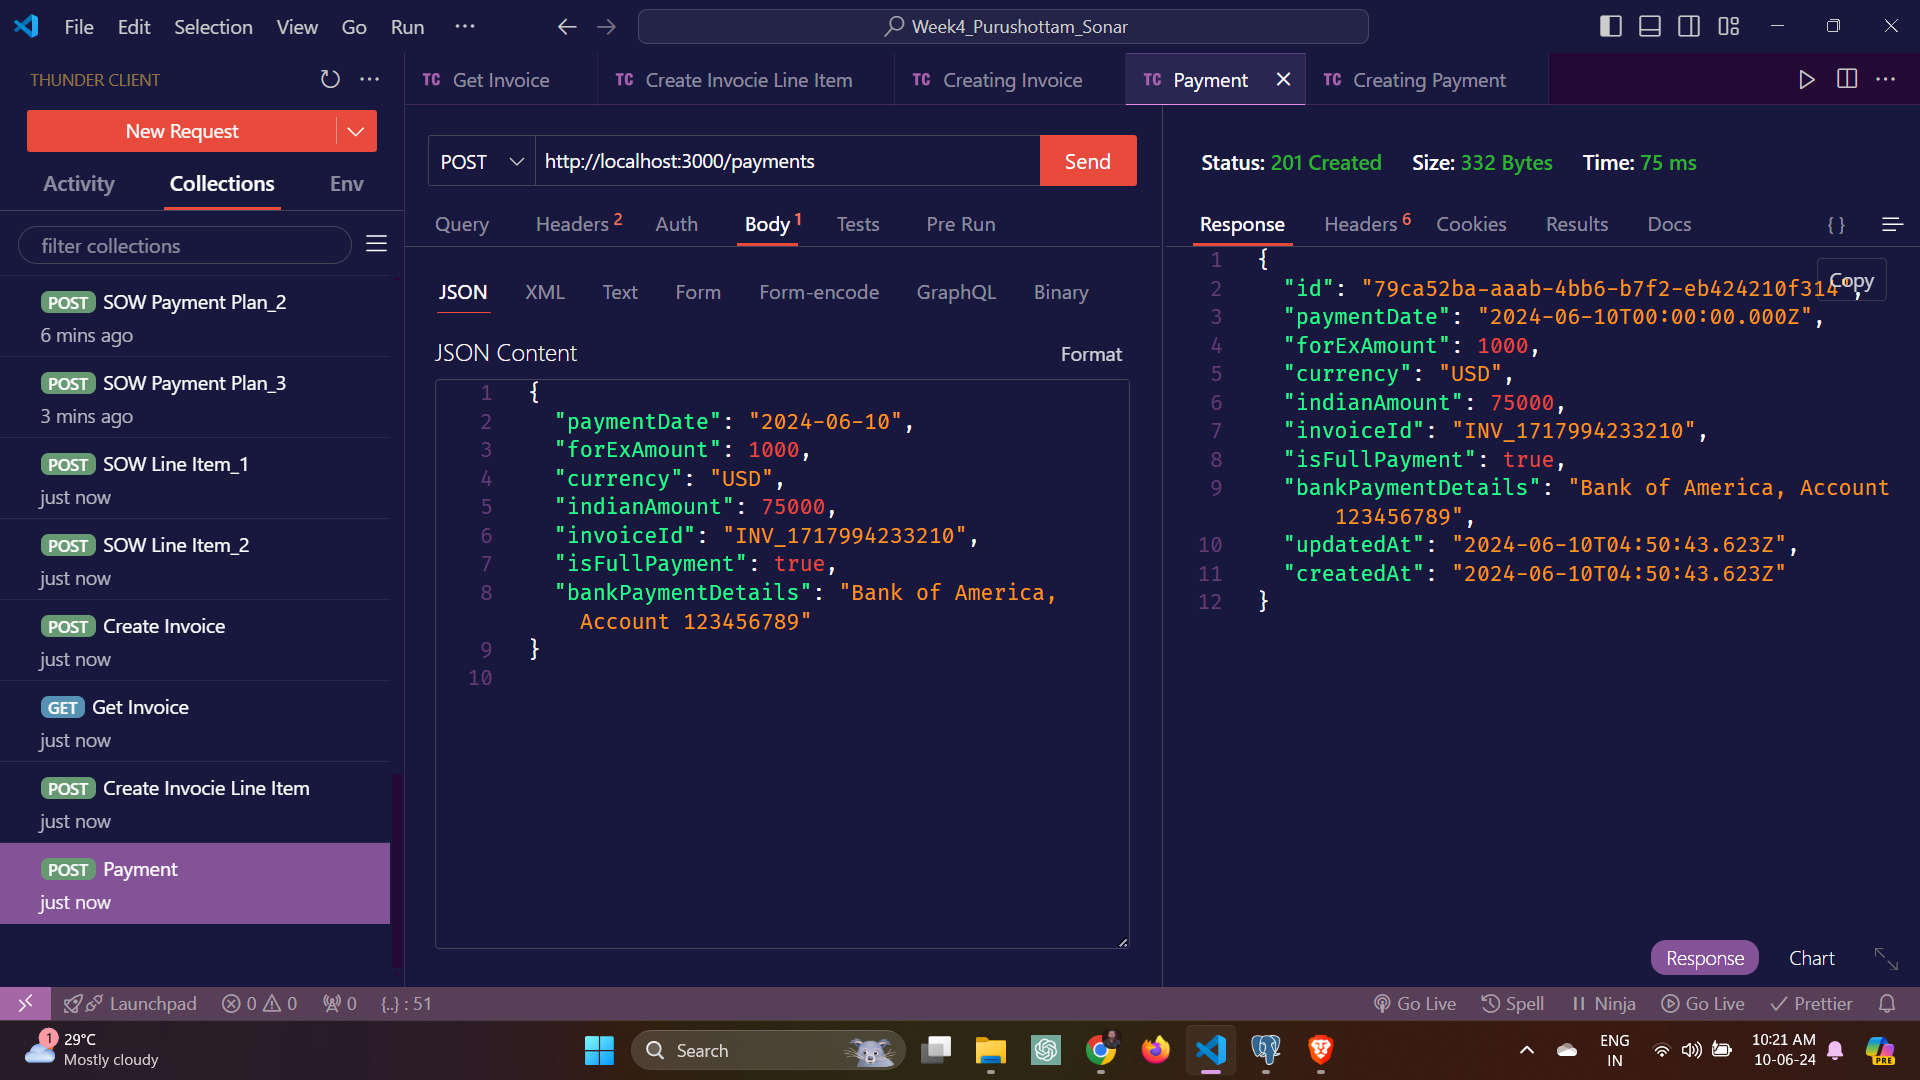 File Edit Selection View Go Run ...
Week4_Purushottam_Sonar
THUNDER CLIENT
New Request
Activity Collections Env
filter collections
POST SOW Payment Plan_2
6 mins ago
POST SOW Payment Plan_3
3 mins ago
POST SOW Line Item_1
just now
POST SOW Line Item_2
just now
POST Create Invoice
just now
GET Get Invoice
just now
POST Create Invocie Line Item
just now
POST Payment
just now
TC Get Invoice TC Create Invocie Line Item TC Creating Invoice TC Payment TC Creating Payment
POST http://localhost:3000/payments Send
Query Headers 2 Auth Body 1 Tests Pre Run
JSON XML Text Form Form-encode GraphQL Binary
JSON Content Format
1 {
2 "paymentDate": "2024-06-10",
3 "forExAmount": 1000,
4 "currency": "USD",
5 "indianAmount": 75000,
6 "invoiceId": "INV_1717994233210",
7 "isFullPayment": true,
8 "bankPaymentDetails": "Bank of America,
Account 123456789"
9 }
10
Status: 201 Created Size: 332 Bytes Time: 75 ms
Response Headers 6 Cookies Results Docs { }
Copy
1 {
2 "id": "79ca52ba-aaab-4bb6-b7f2-eb424210f314",
3 "paymentDate": "2024-06-10T00:00:00.000Z",
4 "forExAmount": 1000,
5 "currency": "USD",
6 "indianAmount": 75000,
7 "invoiceId": "INV_1717994233210",
8 "isFullPayment": true,
9 "bankPaymentDetails": "Bank of America, Account
123456789",
10 "updatedAt": "2024-06-10T04:50:43.623Z",
11 "createdAt": "2024-06-10T04:50:43.623Z"
12 }
Response Chart
Launchpad 0 0 0 {..} : 51 Go Live Spell Ninja Go Live Prettier
1 29°C
Mostly cloudy
Search
ENG
IN
10:21 AM
10-06-24
PRE